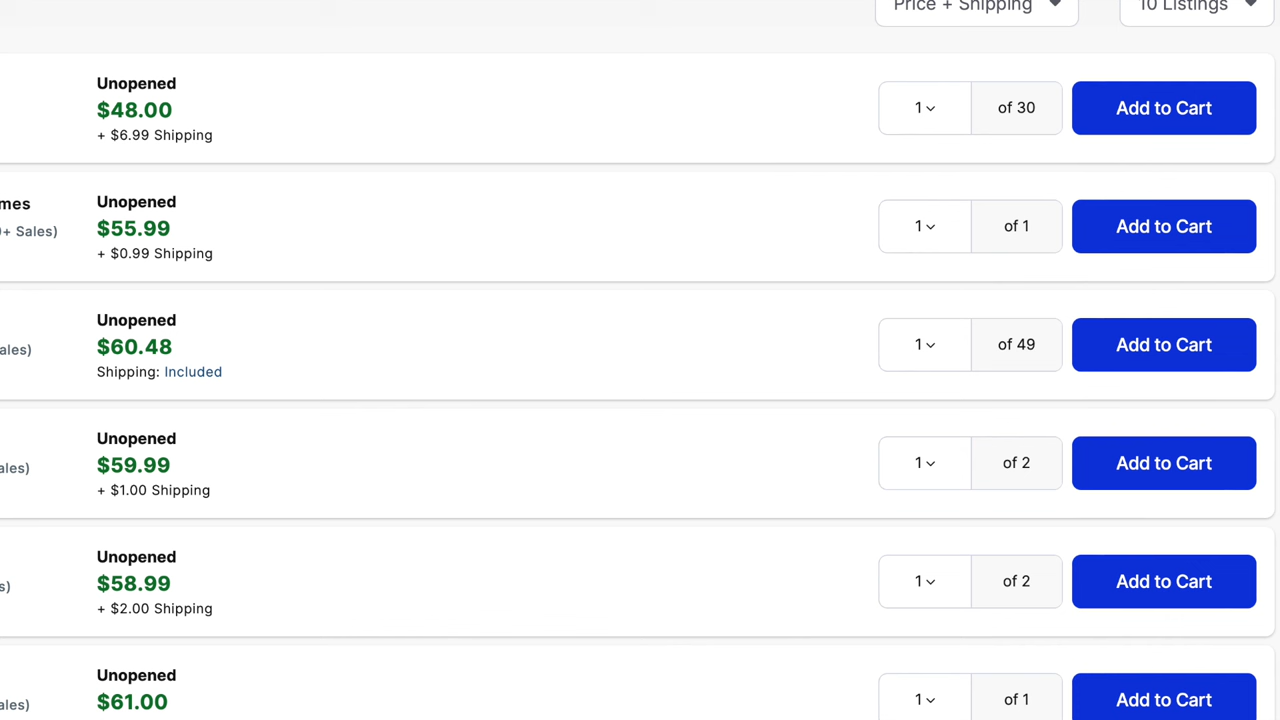 Price + Shipping
10 Listings
Unopened
$48.00
+ $6.99 Shipping
1
of 30
Add to Cart
mes
+ Sales)
Unopened
$55.99
+ $0.99 Shipping
1
of 1
Add to Cart
ales)
Unopened
$60.48
Shipping: Included
1
of 49
Add to Cart
ales)
Unopened
$59.99
+ $1.00 Shipping
1
of 2
Add to Cart
s)
Unopened
$58.99
+ $2.00 Shipping
1
of 2
Add to Cart
ales)
Unopened
$61.00
1
of 1
Add to Cart